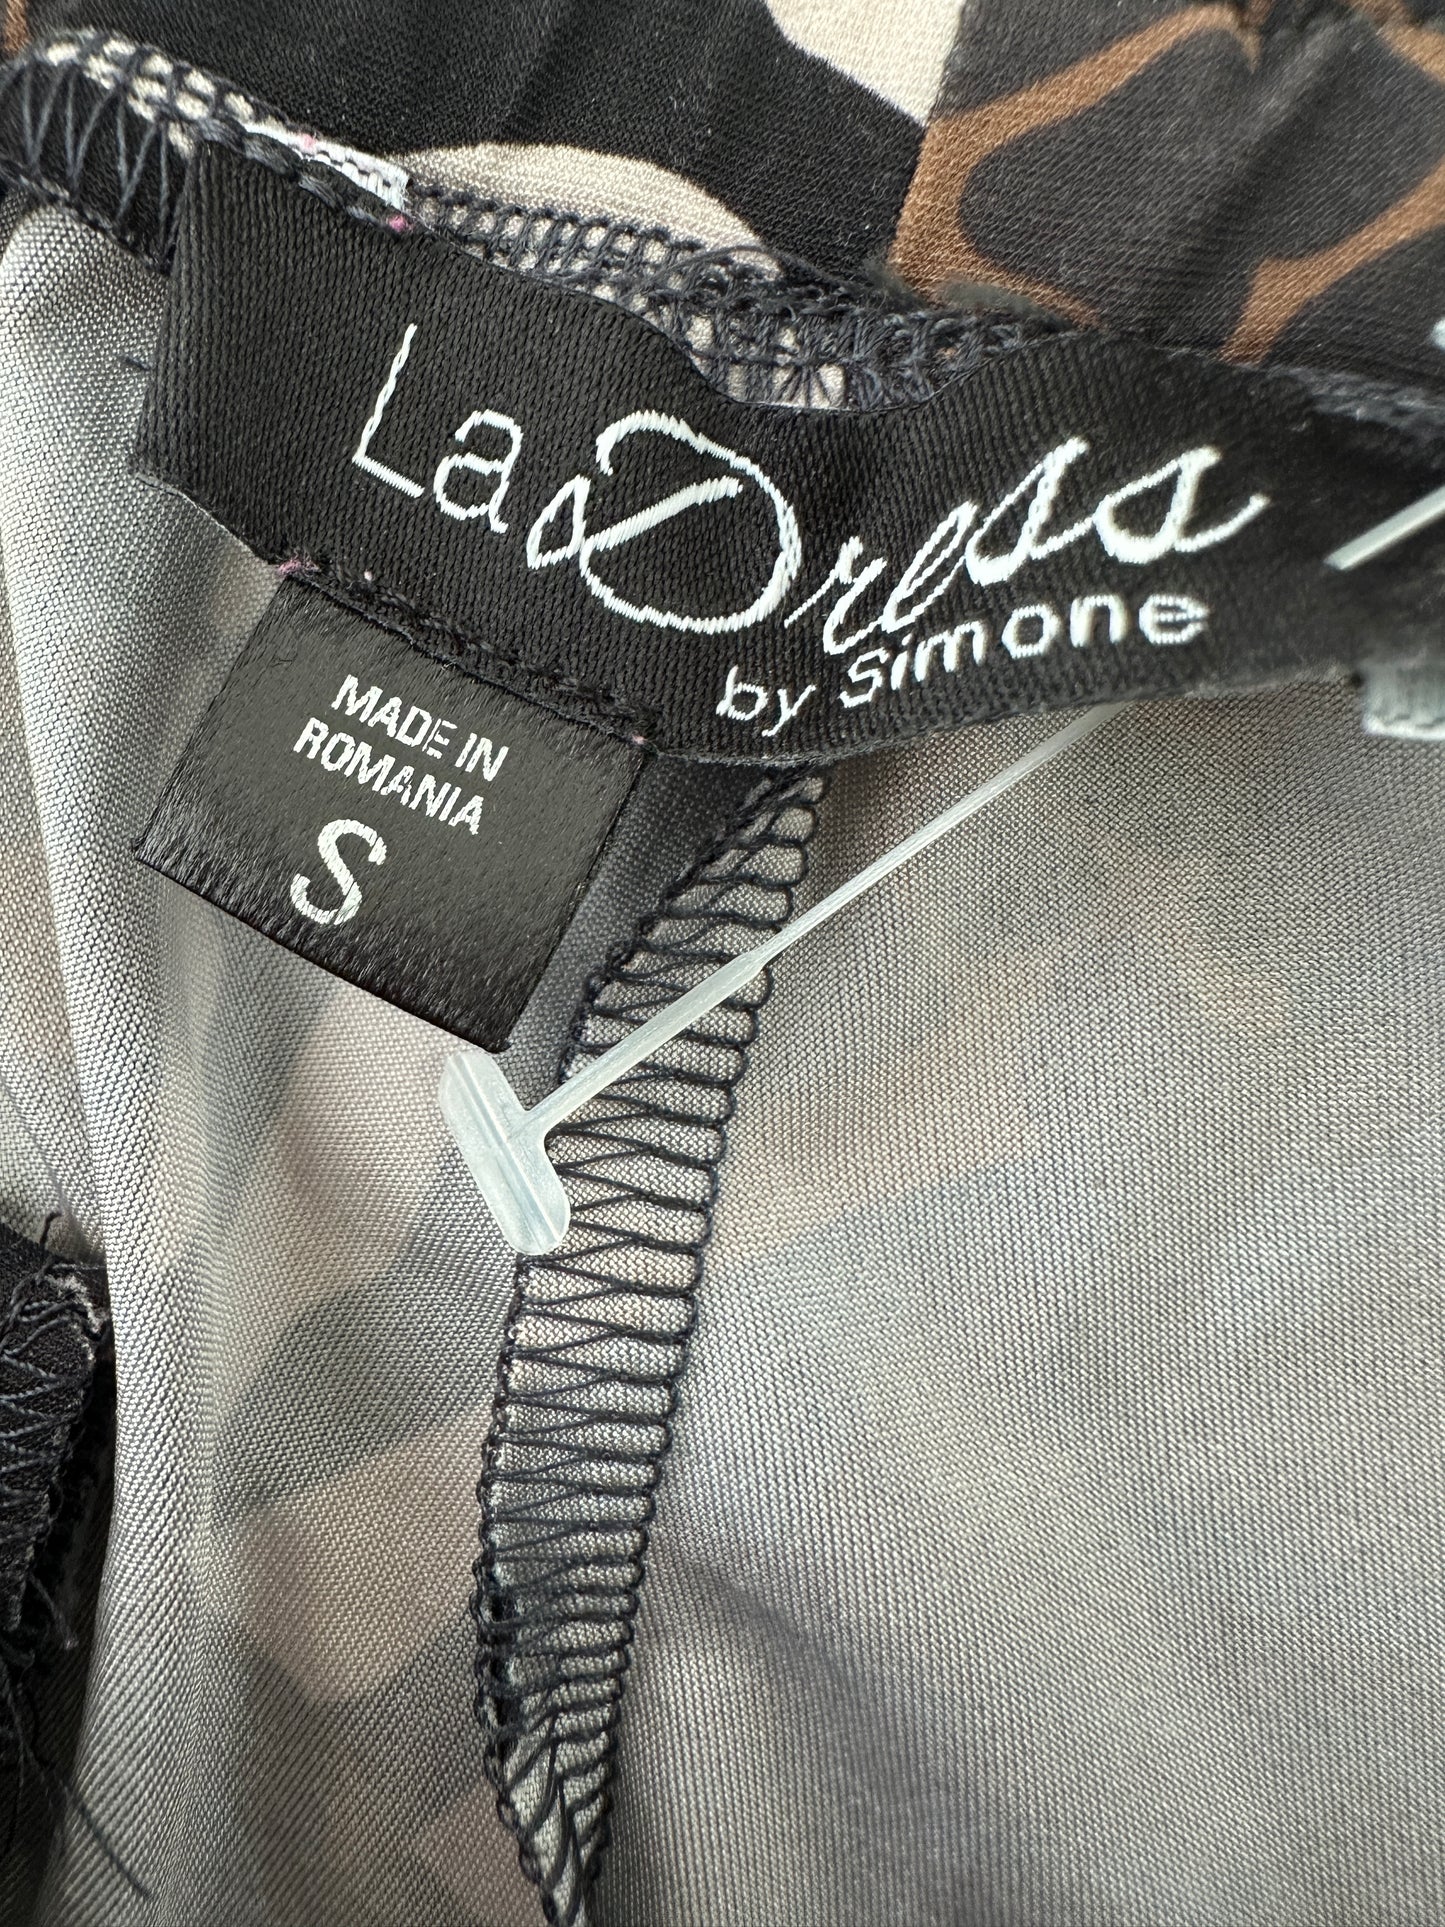 La Dress
by Simone
MADE IN
ROMANIA
S